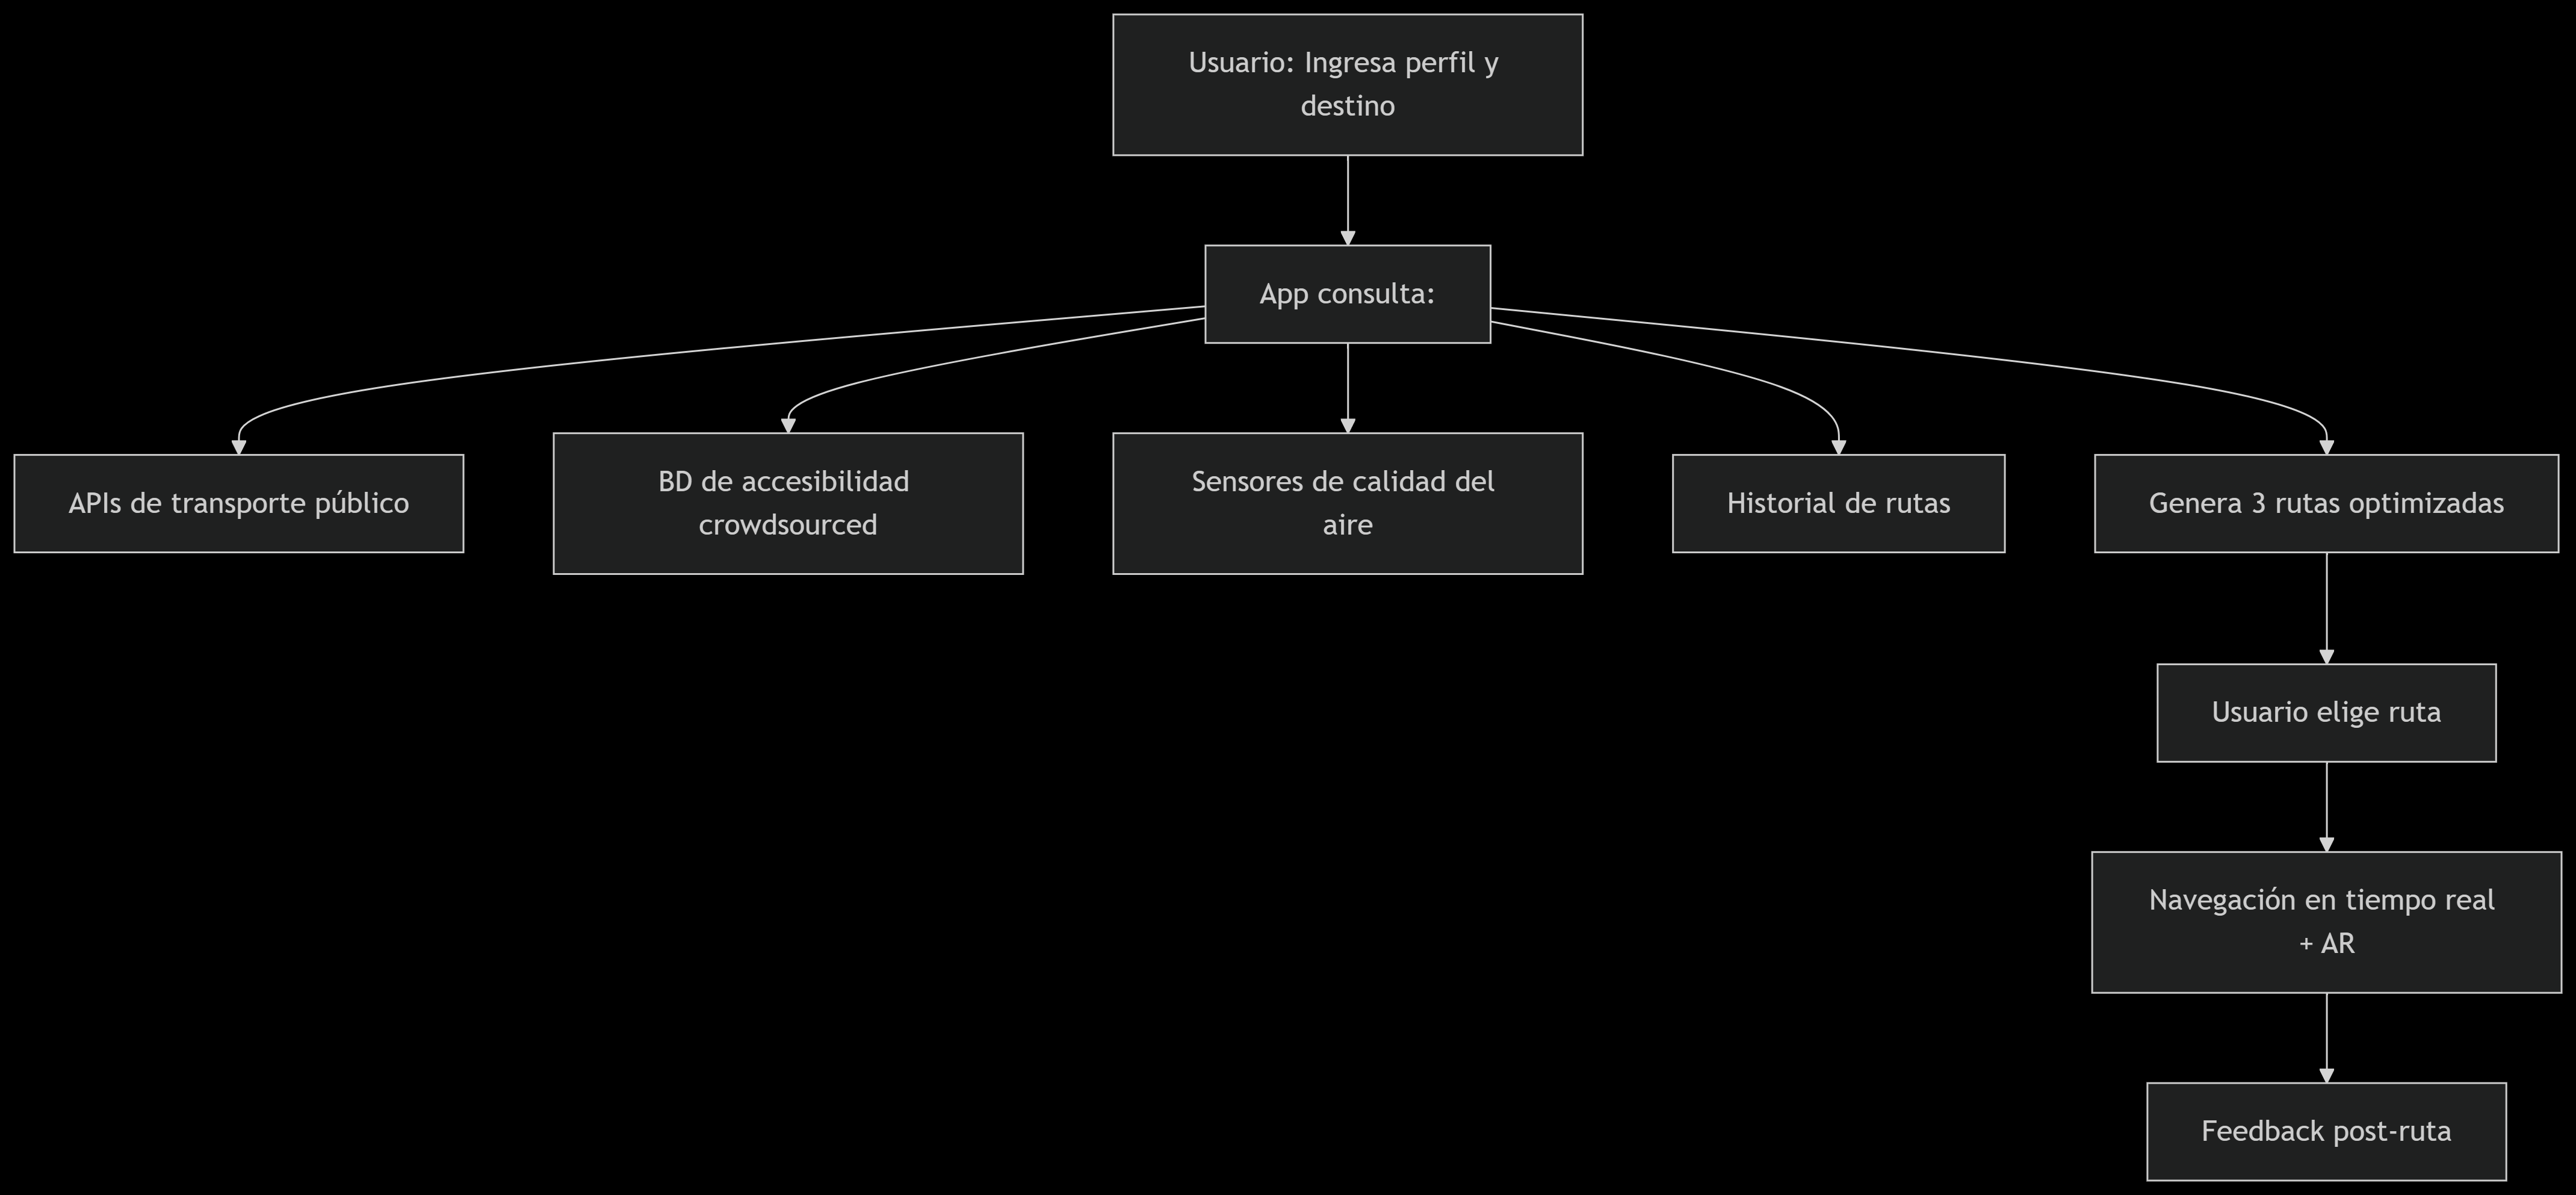 Usuario: Ingresa perfil y
destino
App consulta:
APIs de transporte público
BD de accesibilidad
crowdsourced
Sensores de calidad del
aire
Historial de rutas
Genera 3 rutas optimizadas
Usuario elige ruta
Navegación en tiempo real
+ AR
Feedback post-ruta